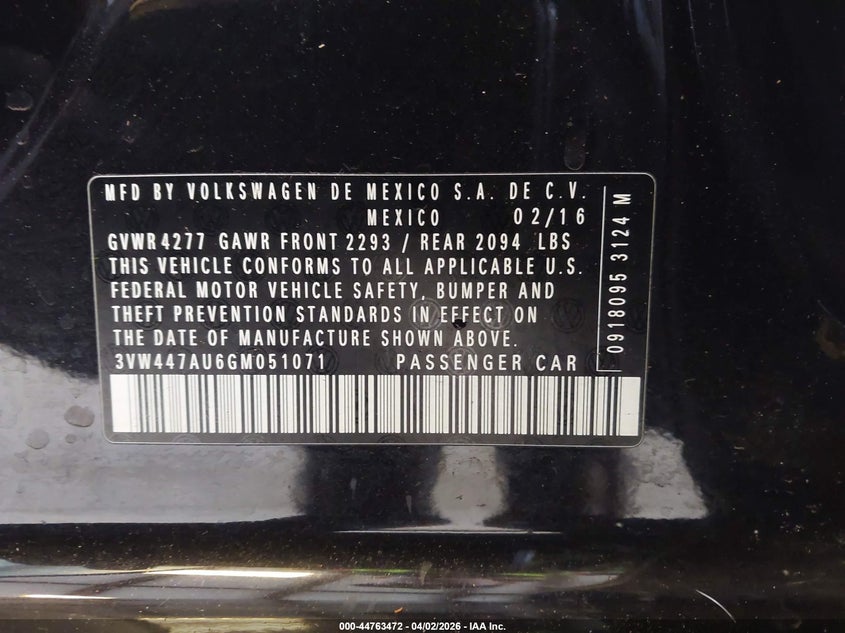 MFD BY VOLKSWAGEN DE MEXICO S.A. DE C.V.
MEXICO 02/16
GVWR4277 GAWR FRONT 2293 / REAR 2094 LBS
THIS VEHICLE CONFORMS TO ALL APPLICABLE U.S.
FEDERAL MOTOR VEHICLE SAFETY, BUMPER AND
THEFT PREVENTION STANDARDS IN EFFECT ON
THE DATE OF MANUFACTURE SHOWN ABOVE.
3VW447AU6GM051071 PASSENGER CAR
0918095 3124 M
000-44763472 - 04/02/2026 - IAA Inc.